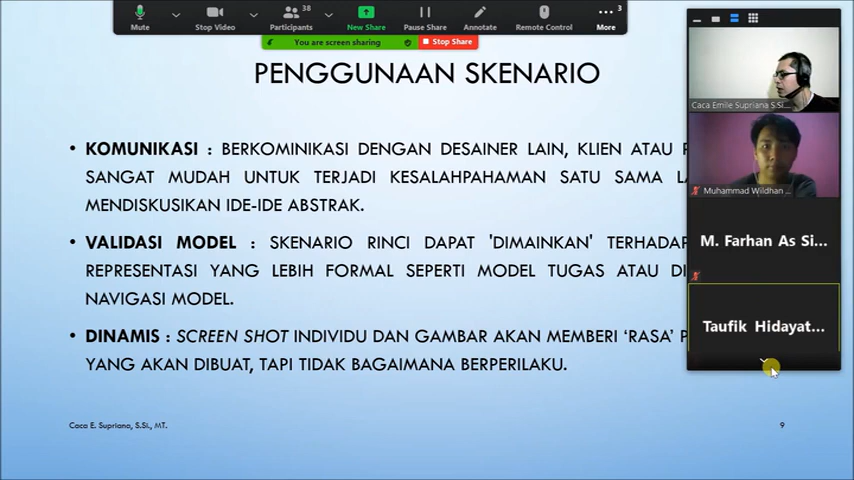 Mute
Stop Video
Participants
38
New Share
Pause Share
Annotate
Remote Control
More
3
You are screen sharing
Stop Share
PENGGUNAAN SKENARIO
• KOMUNIKASI : BERKOMINIKASI DENGAN DESAINER LAIN, KLIEN ATAU
SANGAT MUDAH UNTUK TERJADI KESALAHPAHAMAN SATU SAMA
MENDISKUSIKAN IDE-IDE ABSTRAK.
• VALIDASI MODEL : SKENARIO RINCI DAPAT 'DIMAINKAN' TERHADAP
REPRESENTASI YANG LEBIH FORMAL SEPERTI MODEL TUGAS ATAU
NAVIGASI MODEL.
• DINAMIS : SCREEN SHOT INDIVIDU DAN GAMBAR AKAN MEMBERI ‘RASA’
YANG AKAN DIBUAT, TAPI TIDAK BAGAIMANA BERPERILAKU.
Caca E. Supriana, S.Si., MT.
9
Caca Emile Supriana S.Si...
Muhammad Wildhan ...
M. Farhan As Si...
Taufik Hidayat...